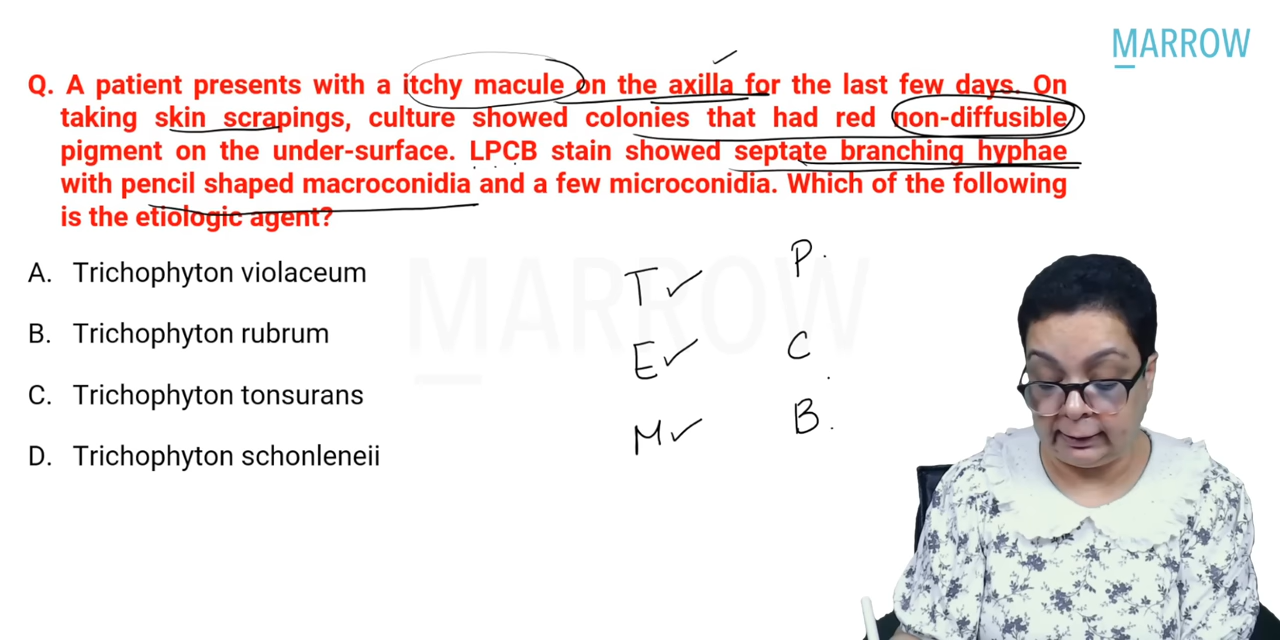 MARROW
Q. A patient presents with a itchy macule on the axilla for the last few days. On
taking skin scrapings, culture showed colonies that had red non-diffusible
pigment on the under-surface. LPCB stain showed septate branching hyphae
with pencil shaped macroconidia and a few microconidia. Which of the following
is the etiologic agent?
A. Trichophyton violaceum
B. Trichophyton rubrum
C. Trichophyton tonsurans
D. Trichophyton schonleneii
MARROW
T P.
E C
M B.